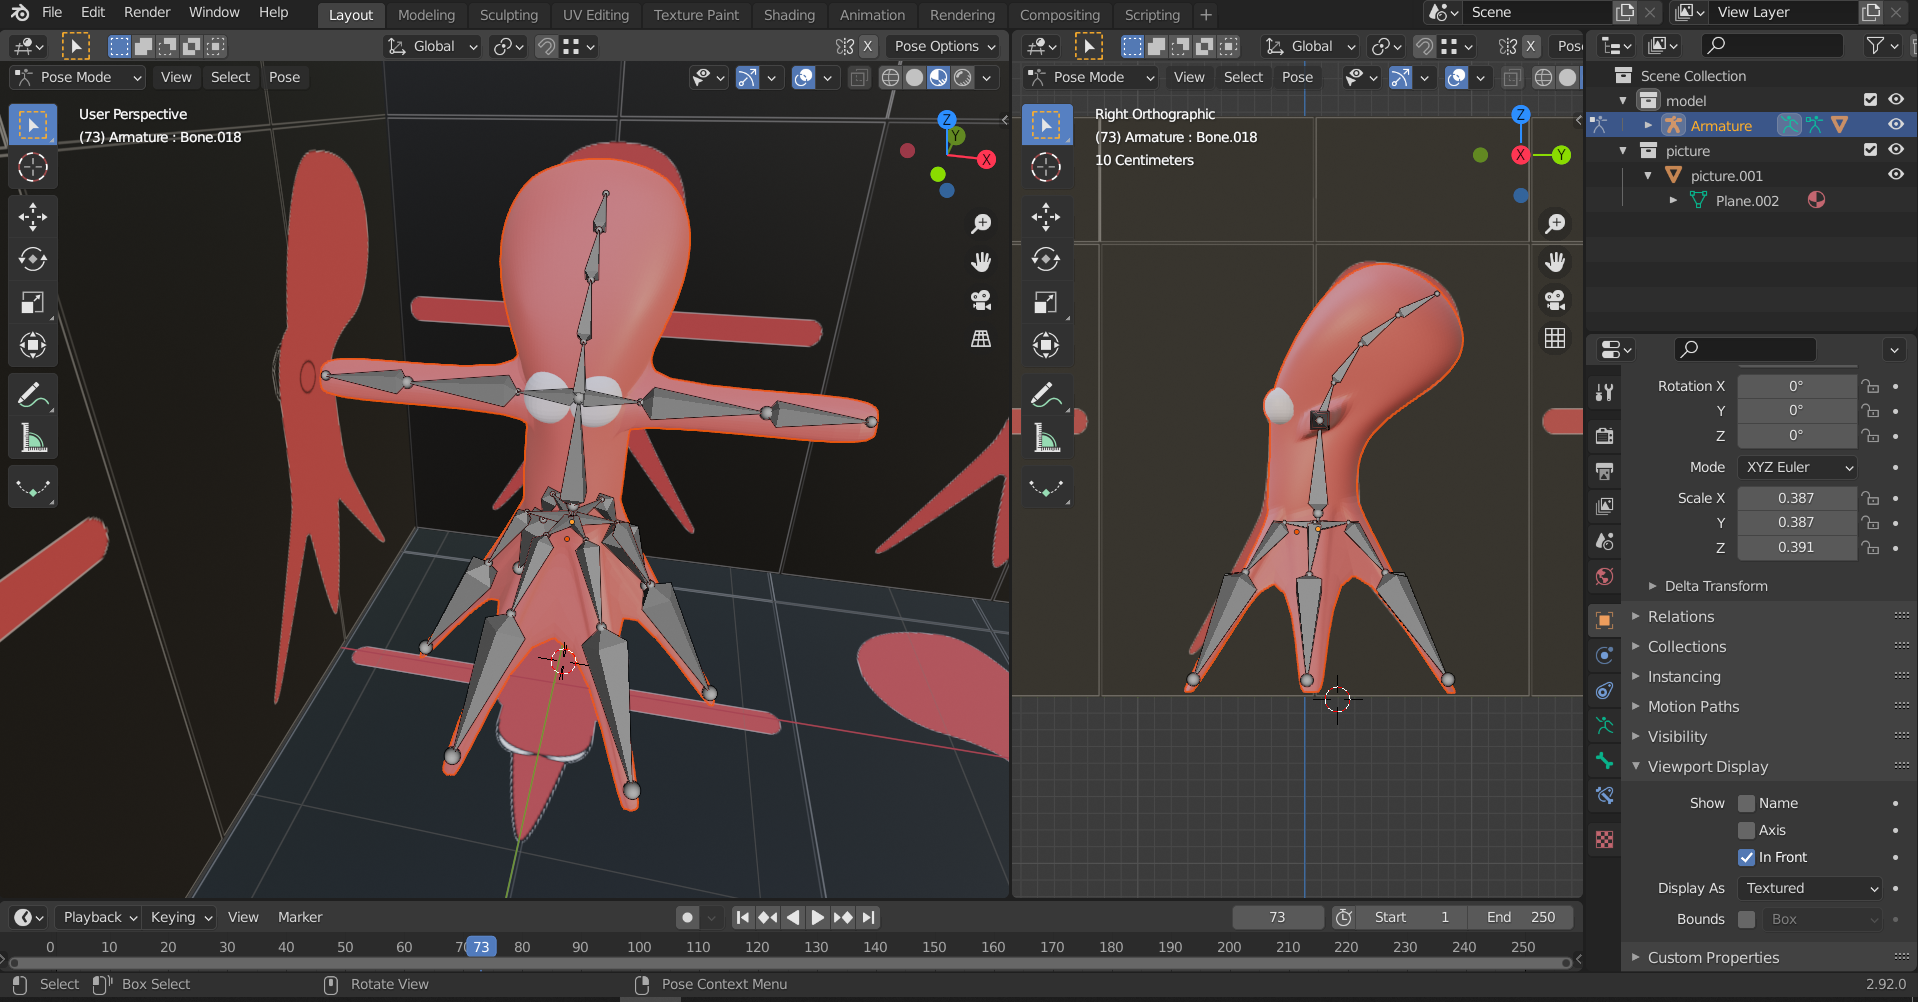 File Edit Render Window Help Layout Modeling Sculpting UV Editing Texture Paint Shading Animation Rendering Compositing Scripting + Scene View Layer
Global X Pose Options Global X
Pose Mode View Select Pose Pose Mode View Select Pose
Scene Collection
model
Armature
picture
picture.001
Plane.002
User Perspective
(73) Armature : Bone.018
Z
Y
X
Right Orthographic
(73) Armature : Bone.018
10 Centimeters
Z
X
Y
Rotation X 0°
Y 0°
Z 0°
Mode XYZ Euler
Scale X 0.387
Y 0.387
Z 0.391
Delta Transform
Relations
Collections
Instancing
Motion Paths
Visibility
Viewport Display
Show Name
Axis
In Front
Display As Textured
Bounds Box
Custom Properties
Playback Keying View Marker 73 Start 1 End 250
0 10 20 30 40 50 60 73 80 90 100 110 120 130 140 150 160 170 180 190 200 210 220 230 240 250
Select Box Select Rotate View Pose Context Menu 2.92.0